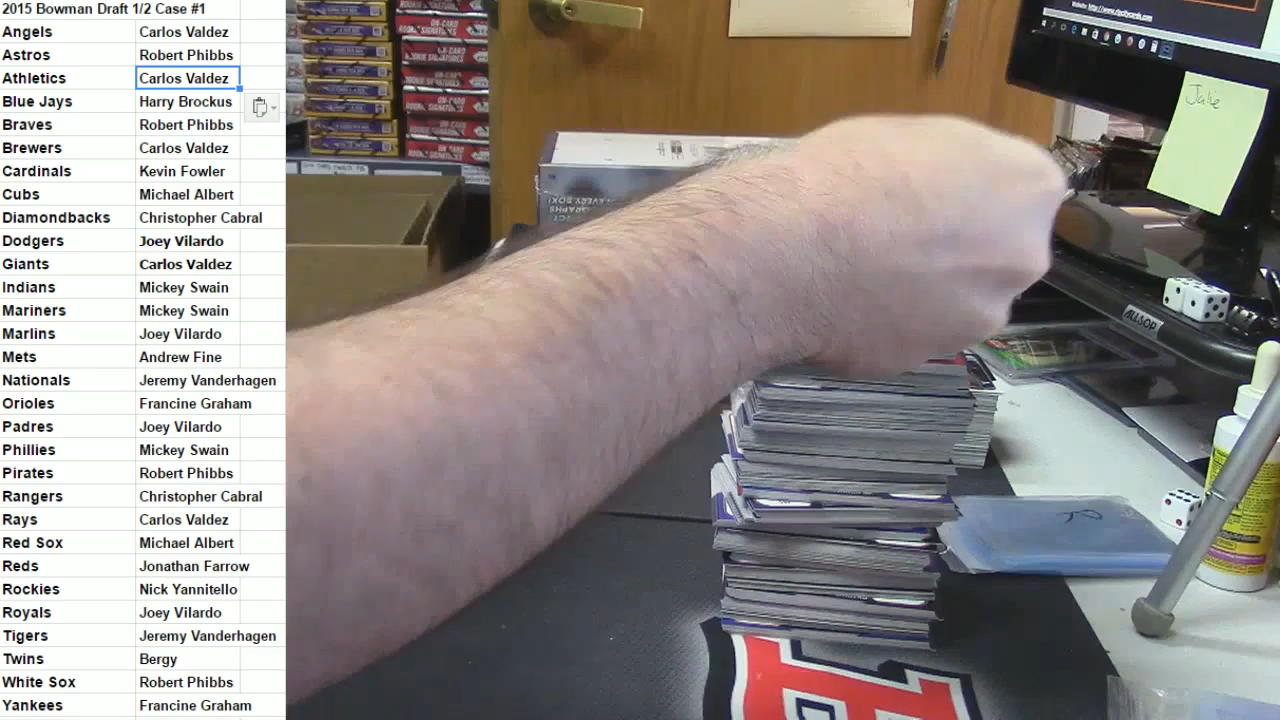 2015 Bowman Draft 1/2 Case #1
Angels Carlos Valdez
Astros Robert Phibbs
Athletics Carlos Valdez
Blue Jays Harry Brockus
Braves Robert Phibbs
Brewers Carlos Valdez
Cardinals Kevin Fowler
Cubs Michael Albert
Diamondbacks Christopher Cabral
Dodgers Joey Vilardo
Giants Carlos Valdez
Indians Mickey Swain
Mariners Mickey Swain
Marlins Joey Vilardo
Mets Andrew Fine
Nationals Jeremy Vanderhagen
Orioles Francine Graham
Padres Joey Vilardo
Phillies Mickey Swain
Pirates Robert Phibbs
Rangers Christopher Cabral
Rays Carlos Valdez
Red Sox Michael Albert
Reds Jonathan Farrow
Rockies Nick Yannitello
Royals Joey Vilardo
Tigers Jeremy Vanderhagen
Twins Bergy
White Sox Robert Phibbs
Yankees Francine Graham
ON-CARD
ROOKIE SIGNATURES
Julie
ALLSOP